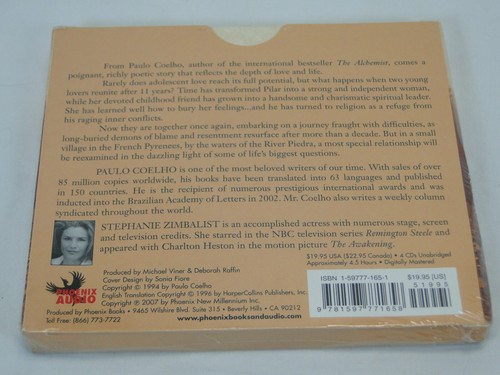 From Paulo Coelho, author of the international bestseller The Alchemist, comes a
poignant, richly poetic story that reflects the depth of love and life.
Rarely does adolescent love reach its full potential, but what happens when two young
lovers reunite after 11 years? Time has transformed Pilar into a strong and independent woman,
while her devoted childhood friend has grown into a handsome and charismatic spiritual leader.
She has learned well how to bury her feelings...and he has turned to religion as a refuge from
his raging inner conflicts.
Now they are together once again, embarking on a journey fraught with difficulties, as
long-buried demons of blame and resentment resurface after more than a decade. But in a small
village in the French Pyrenees, by the waters of the River Piedra, a most special relationship will
be reexamined in the dazzling light of some of life's biggest questions.
PAULO COELHO is one of the most beloved writers of our time. With sales of over
85 million copies worldwide, his books have been translated into 63 languages and published
in 150 countries. He is the recipient of numerous prestigious international awards and was
inducted into the Brazilian Academy of Letters in 2002. Mr. Coelho also writes a weekly column
syndicated throughout the world.
STEPHANIE ZIMBALIST is an accomplished actress with numerous stage, screen
and television credits. She starred in the NBC television series Remington Steele and
appeared with Charlton Heston in the motion picture The Awakening.
$19.95 USA ($22.95 Canada) • 4 CDs Unabridged
Approximately 4.5 Hours • Digitally Mastered
PHOENIX
AUDIO
Produced by Michael Viner & Deborah Raffin
Cover Design by Sonia Fiore
Copyright © 1994 by Paulo Coelho
English Translation Copyright © 1996 by HarperCollins Publishers, Inc.
Copyright ℗ 2007 by Phoenix New Millennium Inc.
Produced by Phoenix Books • 9465 Wilshire Blvd. Suite 315 • Beverly Hills • CA 90212
Toll Free: (866) 773-7722
www.phoenixbooksandaudio.com
ISBN 1-59777-165-1
$19.95 [US]
51995
9781597771658